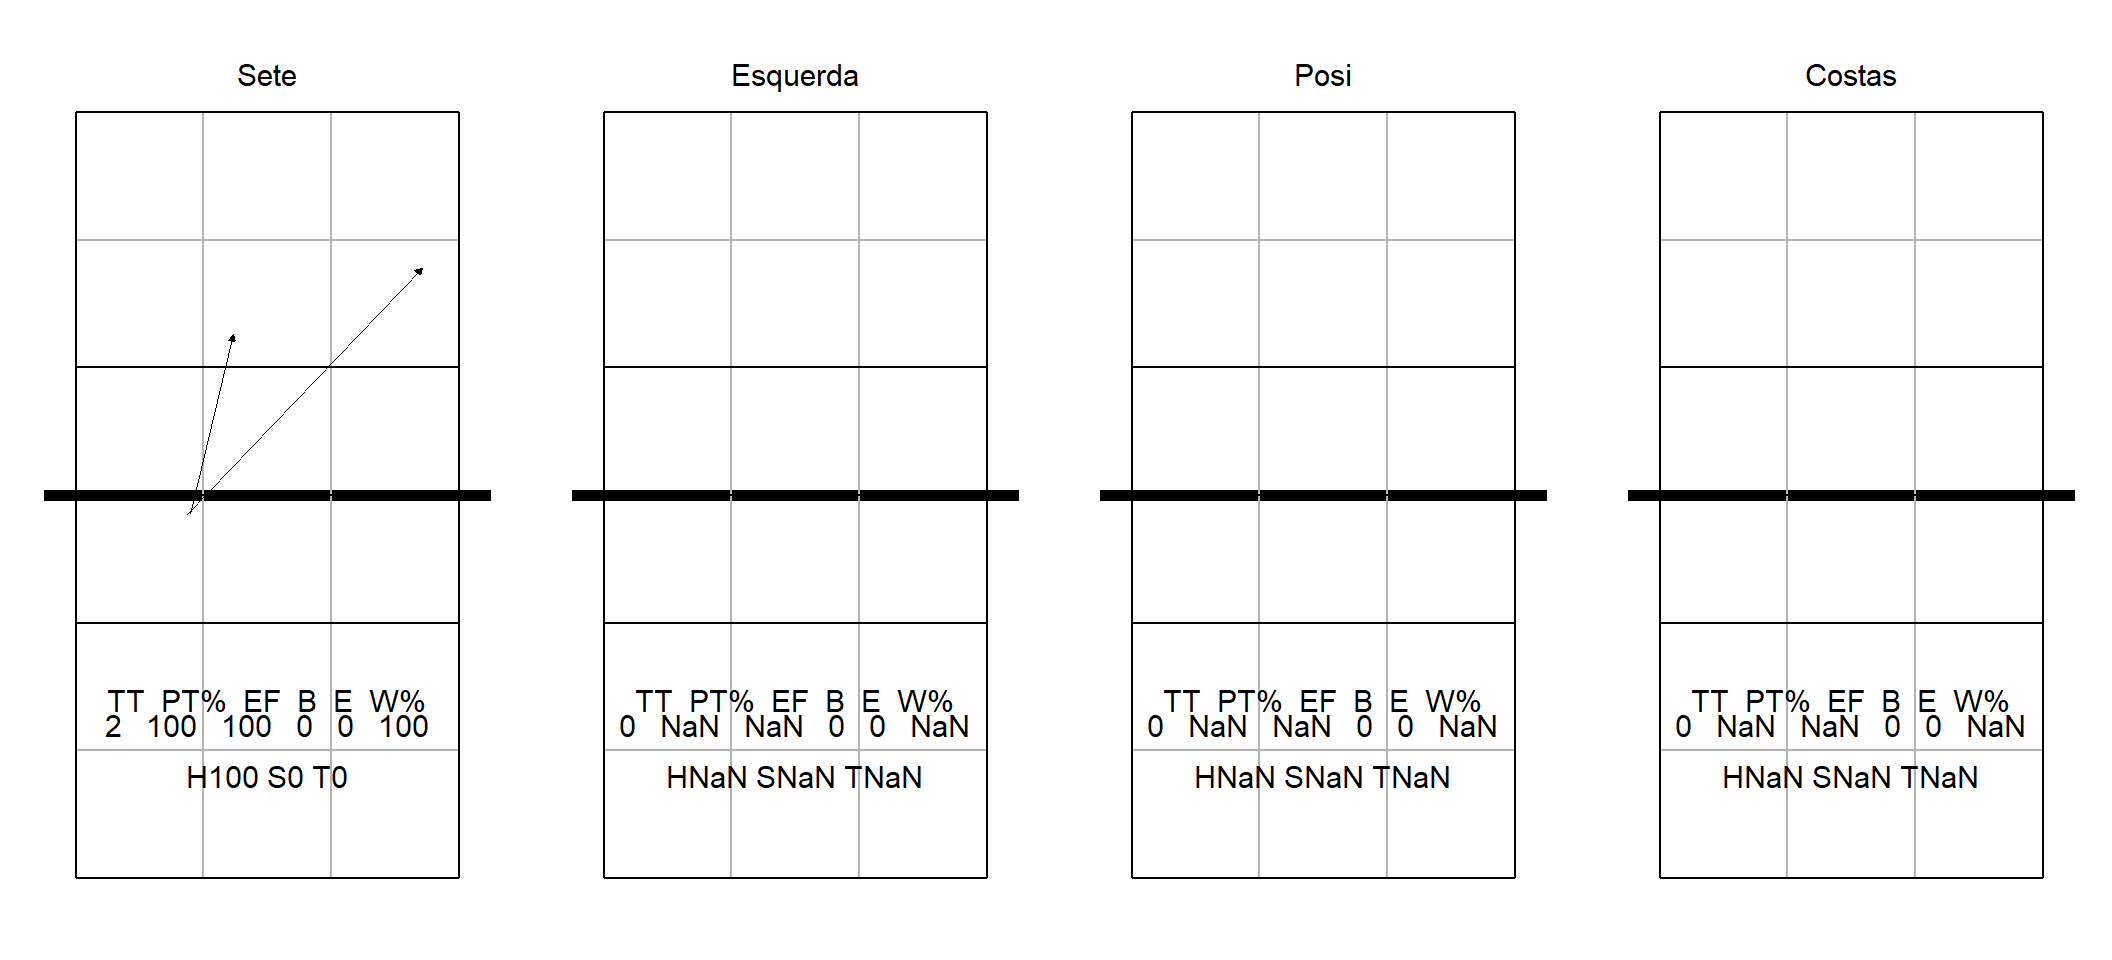 Sete
TT PT% EF B E W%
2 100 100 0 0 100
H100 S0 T0
Esquerda
TT PT% EF B E W%
0 NaN NaN 0 0 NaN
HNaN SNaN TNaN
Posi
TT PT% EF B E W%
0 NaN NaN 0 0 NaN
HNaN SNaN TNaN
Costas
TT PT% EF B E W%
0 NaN NaN 0 0 NaN
HNaN SNaN TNaN